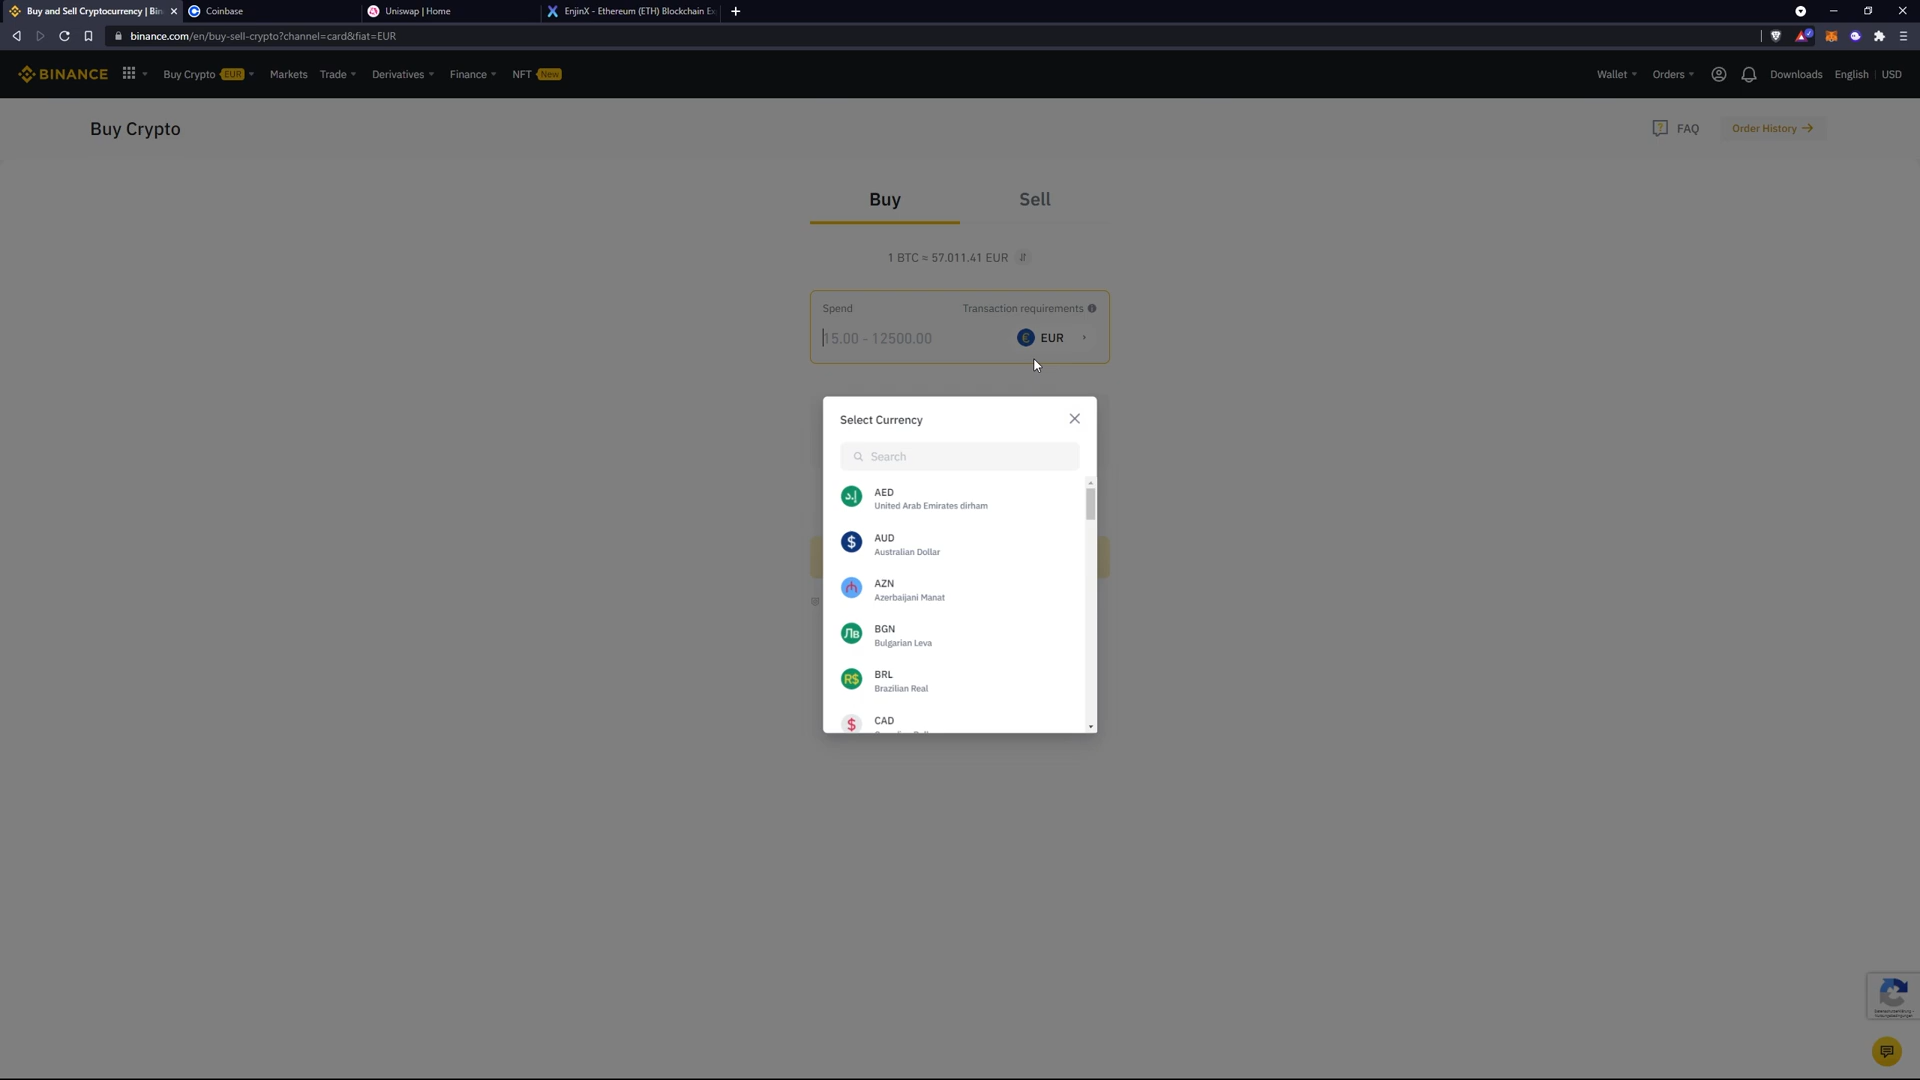 Buy and Sell Cryptocurrency | Bin
Coinbase
Uniswap | Home
EnjinX - Ethereum (ETH) Blockchain Ex
binance.com/en/buy-sell-crypto?channel=card&fiat=EUR
BINANCE
Buy Crypto EUR
Markets
Trade
Derivatives
Finance
NFT New
Wallet
Orders
Downloads
English | USD
Buy Crypto
FAQ
Order History
Buy
Sell
1 BTC ≈ 57.011.41 EUR
Spend
Transaction requirements
15.00 - 12500.00
€ EUR
Select Currency
Search
د.إ AED
United Arab Emirates dirham
$ AUD
Australian Dollar
₼ AZN
Azerbaijani Manat
Лв BGN
Bulgarian Leva
R$ BRL
Brazilian Real
$ CAD